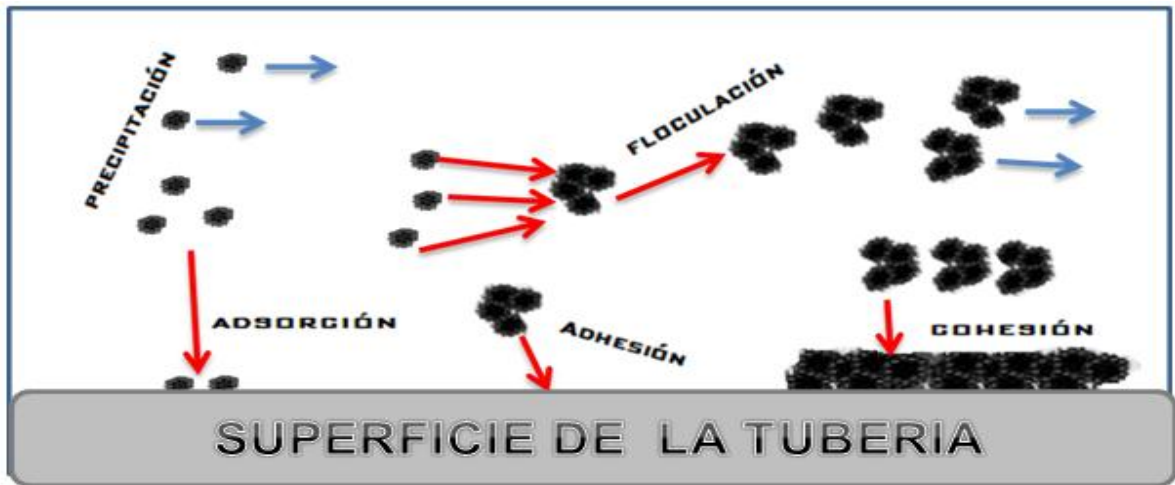 PRECIPITACIÓN
FLOCULACIÓN
ADSORCIÓN
ADHESIÓN
COHESIÓN
SUPERFICIE DE LA TUBERIA